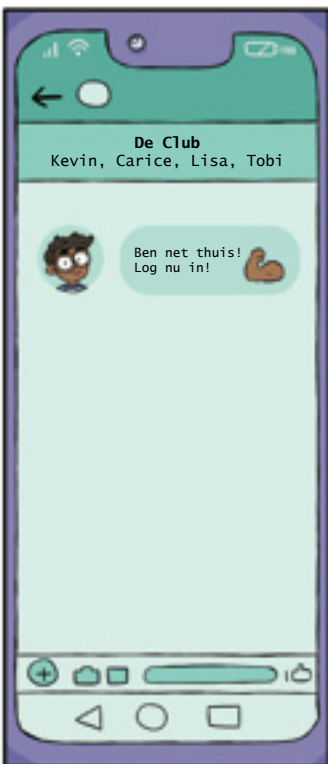 De Club
Kevin, Carice, Lisa, Tobi
Ben net thuis!
Log nu in!